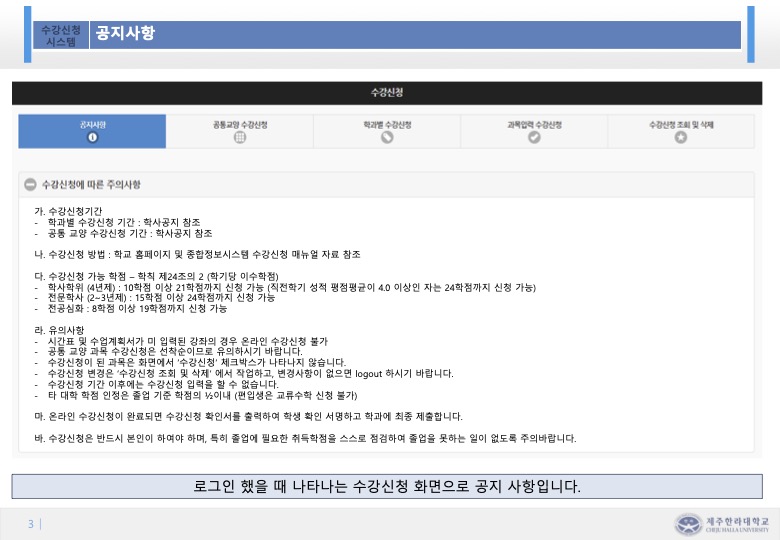 수강신청
시스템
공지사항
수강신청
공지사항
공통교양 수강신청
학과별 수강신청
과목입력 수강신청
수강신청 조회 및 삭제
수강신청에 따른 주의사항
가. 수강신청기간
- 학과별 수강신청 기간 : 학사공지 참조
- 공통 교양 수강신청 기간 : 학사공지 참조
나. 수강신청 방법 : 학교 홈페이지 및 종합정보시스템 수강신청 매뉴얼 자료 참조
다. 수강신청 가능 학점 – 학칙 제24조의 2 (학기당 이수학점)
- 학사학위 (4년제) : 10학점 이상 21학점까지 신청 가능 (직전학기 성적 평점평균이 4.0 이상인 자는 24학점까지 신청 가능)
- 전문학사 (2~3년제) : 15학점 이상 24학점까지 신청 가능
- 전공심화 : 8학점 이상 19학점까지 신청 가능
라. 유의사항
- 시간표 및 수업계획서가 미 입력된 강좌의 경우 온라인 수강신청 불가
- 공통 교양 과목 수강신청은 선착순이므로 유의하시기 바랍니다.
- 수강신청이 된 과목은 화면에서 '수강신청' 체크박스가 나타나지 않습니다.
- 수강신청 변경은 '수강신청 조회 및 삭제' 에서 작업하고, 변경사항이 없으면 logout 하시기 바랍니다.
- 수강신청 기간 이후에는 수강신청 입력을 할 수 없습니다.
- 타 대학 학점 인정은 졸업 기준 학점의 ½이내 (편입생은 교류수학 신청 불가)
마. 온라인 수강신청이 완료되면 수강신청 확인서를 출력하여 학생 확인 서명하고 학과에 최종 제출합니다.
바. 수강신청은 반드시 본인이 하여야 하며, 특히 졸업에 필요한 취득학점을 스스로 점검하여 졸업을 못하는 일이 없도록 주의바랍니다.
로그인 했을 때 나타나는 수강신청 화면으로 공지 사항입니다.
3 |
제주한라대학교
CHEJU HALLA UNIVERSITY